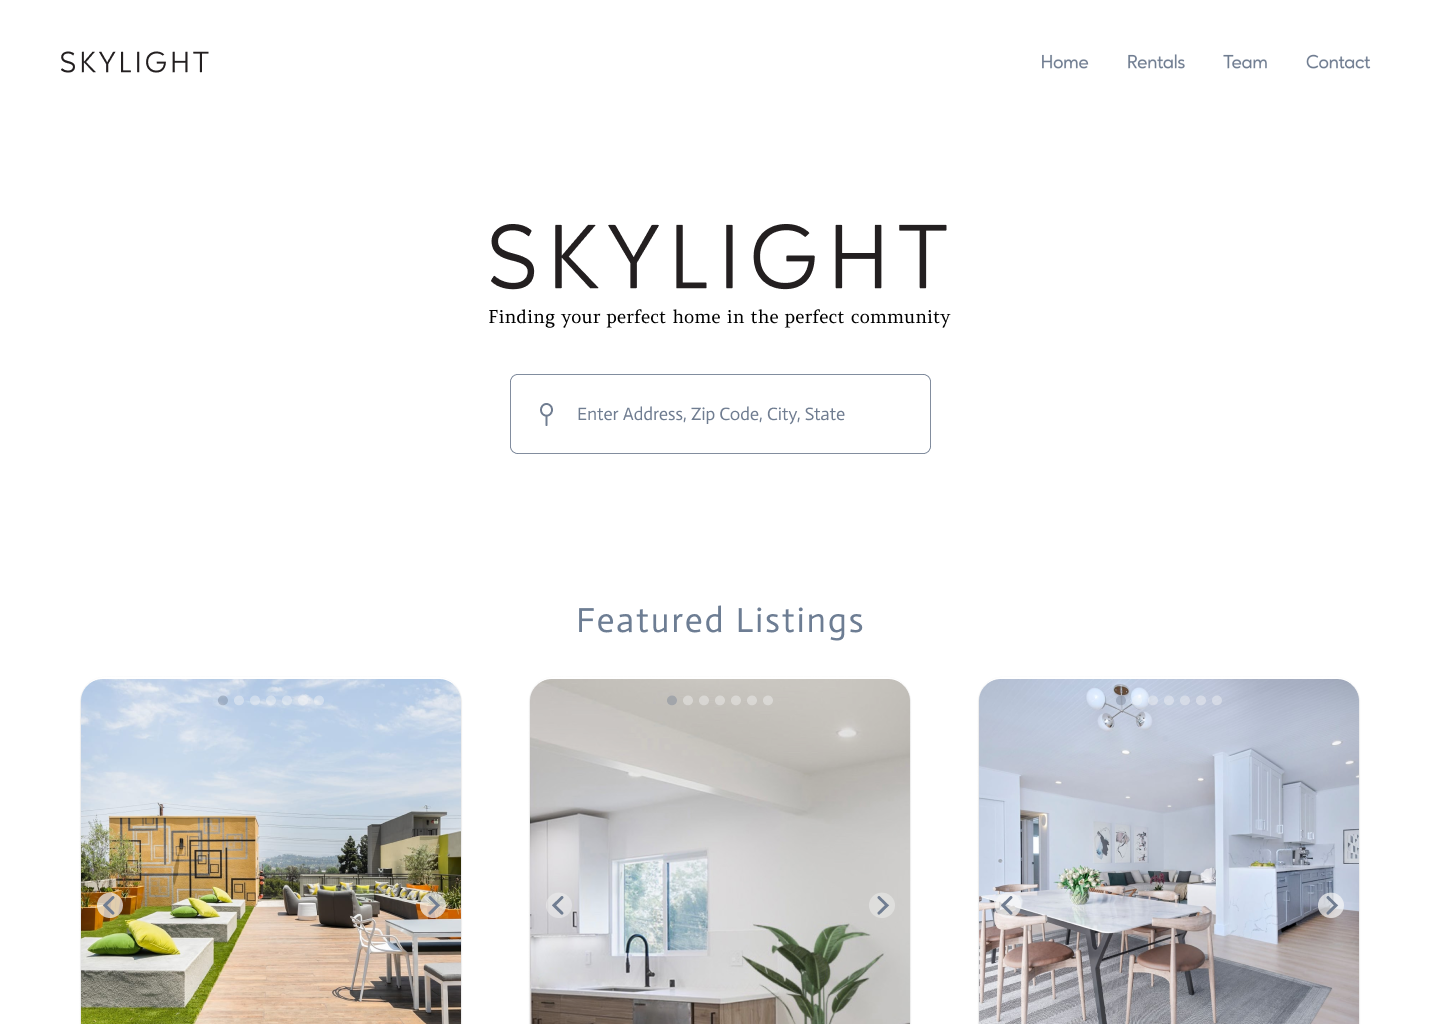 SKYLIGHT
Home Rentals Team Contact
SKYLIGHT
Finding your perfect home in the perfect community
Enter Address, Zip Code, City, State
Featured Listings